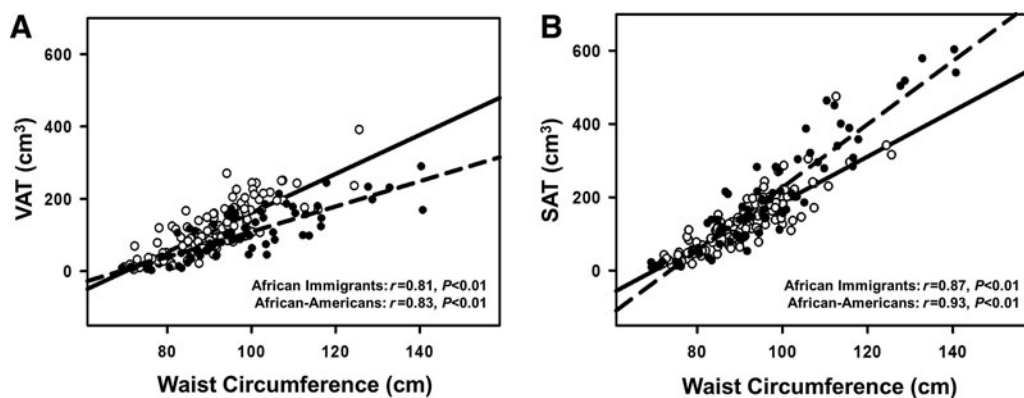 A
600
400
200
0
VAT (cm³)
African Immigrants: r=0.81, P<0.01
African-Americans: r=0.83, P<0.01
80 100 120 140
Waist Circumference (cm)
B
600
400
200
0
SAT (cm³)
African Immigrants: r=0.87, P<0.01
African-Americans: r=0.93, P<0.01
80 100 120 140
Waist Circumference (cm)